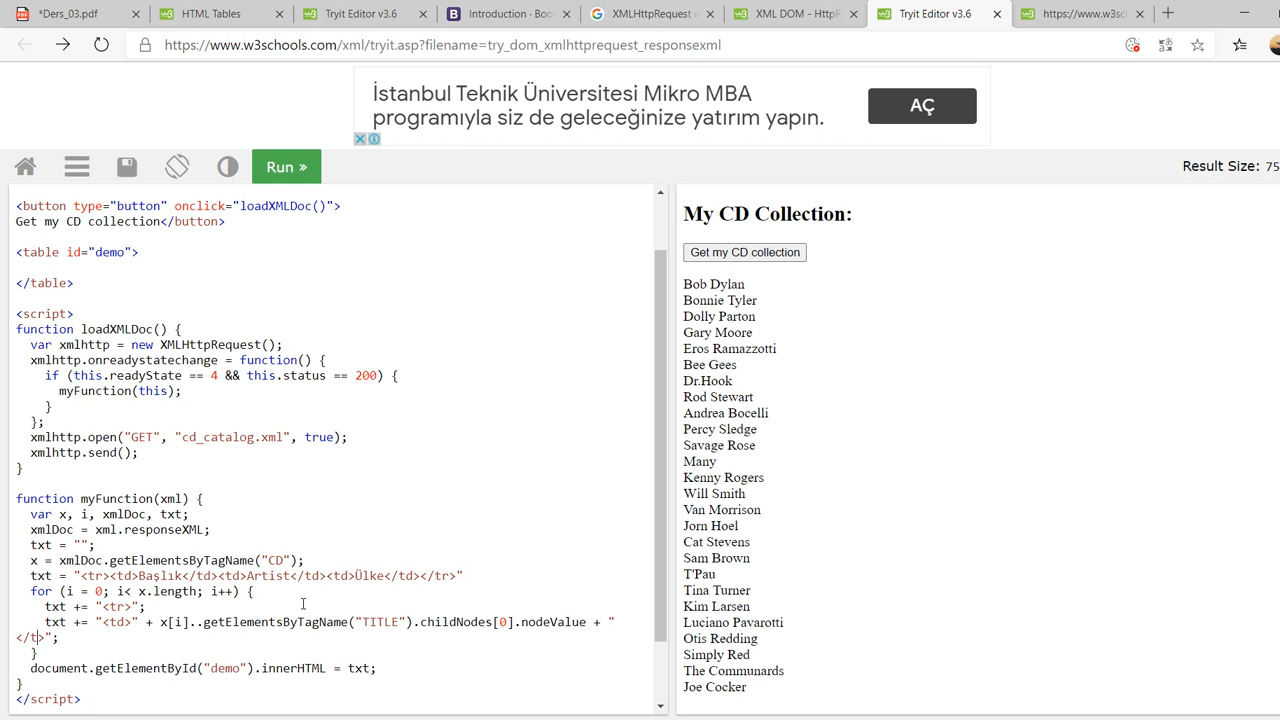 *Ders_03.pdf
HTML Tables
Tryit Editor v3.6
Introduction · Boo
XMLHttpRequest
XML DOM - HttpR
Tryit Editor v3.6
https://www.w3sc
https://www.w3schools.com/xml/tryit.asp?filename=try_dom_xmlhttprequest_responsexml
İstanbul Teknik Üniversitesi Mikro MBA
programıyla siz de geleceğinize yatırım yapın.
AÇ
Run »
Result Size: 75
<button type="button" onclick="loadXMLDoc()">
Get my CD collection</button>
<table id="demo">
</table>
<script>
function loadXMLDoc() {
  var xmlhttp = new XMLHttpRequest();
  xmlhttp.onreadystatechange = function() {
    if (this.readyState == 4 && this.status == 200) {
      myFunction(this);
    }
  };
  xmlhttp.open("GET", "cd_catalog.xml", true);
  xmlhttp.send();
}
function myFunction(xml) {
  var x, i, xmlDoc, txt;
  xmlDoc = xml.responseXML;
  txt = "";
  x = xmlDoc.getElementsByTagName("CD");
  txt = "<tr><td>Başlık</td><td>Artist</td><td>Ülke</td></tr>"
  for (i = 0; i< x.length; i++) {
    txt += "<tr>";
    txt += "<td>" + x[i]..getElementsByTagName("TITLE").childNodes[0].nodeValue + "
</t>";
  }
  document.getElementById("demo").innerHTML = txt;
}
</script>
My CD Collection:
Get my CD collection
Bob Dylan
Bonnie Tyler
Dolly Parton
Gary Moore
Eros Ramazzotti
Bee Gees
Dr.Hook
Rod Stewart
Andrea Bocelli
Percy Sledge
Savage Rose
Many
Kenny Rogers
Will Smith
Van Morrison
Jorn Hoel
Cat Stevens
Sam Brown
T'Pau
Tina Turner
Kim Larsen
Luciano Pavarotti
Otis Redding
Simply Red
The Communards
Joe Cocker